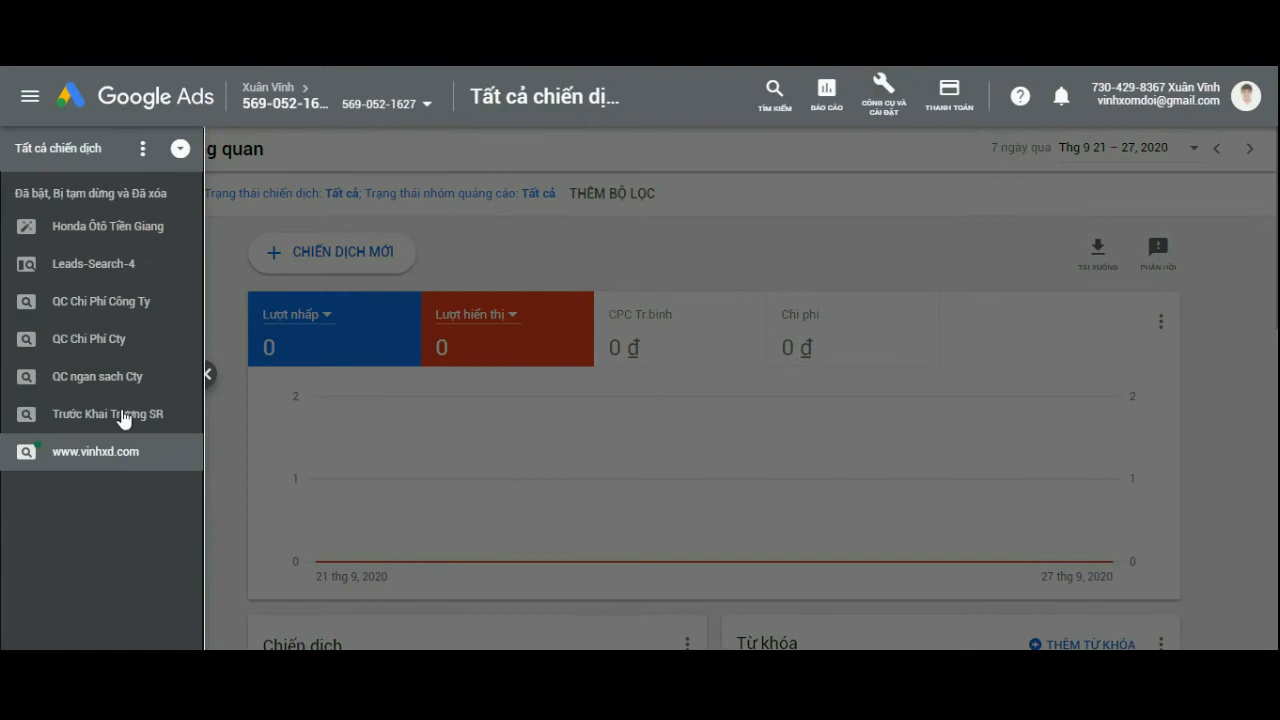 Google Ads
Xuân Vĩnh
569-052-16...
569-052-1627
Tất cả chiến dị...
TÌM KIẾM
BÁO CÁO
CÔNG CỤ VÀ
CÀI ĐẶT
THANH TOÁN
730-429-8367 Xuân Vĩnh
vinhxomdoi@gmail.com
Tất cả chiến dịch
g quan
7 ngày qua
Thg 9 21 – 27, 2020
Đã bật, Bị tạm dừng và Đã xóa
Trạng thái chiến dịch: Tất cả; Trạng thái nhóm quảng cáo: Tất cả
THÊM BỘ LỌC
Honda Ôtô Tiền Giang
Leads-Search-4
QC Chi Phí Công Ty
QC Chi Phí Cty
QC ngan sach Cty
Trước Khai Trương SR
www.vinhxd.com
CHIẾN DỊCH MỚI
TẢI XUỐNG
PHẢN HỒI
Lượt nhấp
0
Lượt hiển thị
0
CPC Tr.bình
0 ₫
Chi phí
0 ₫
2
2
1
1
0
0
21 thg 9, 2020
27 thg 9, 2020
Chiến dịch
Từ khóa
THÊM TỪ KHÓA